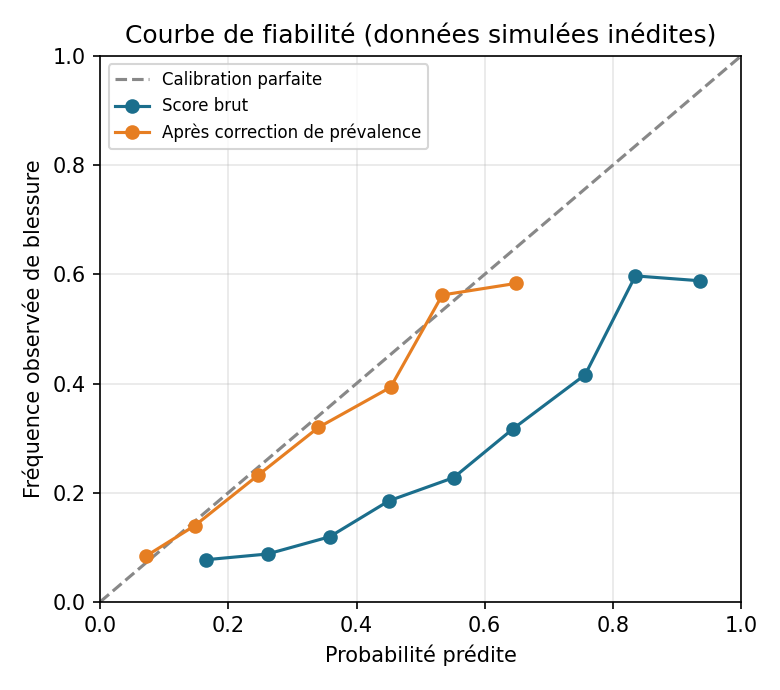 Courbe de fiabilité (données simulées inédites)
Calibration parfaite
Score brut
Après correction de prévalence
Fréquence observée de blessure
1.0
0.8
0.6
0.4
0.2
0.0
0.0 0.2 0.4 0.6 0.8 1.0
Probabilité prédite